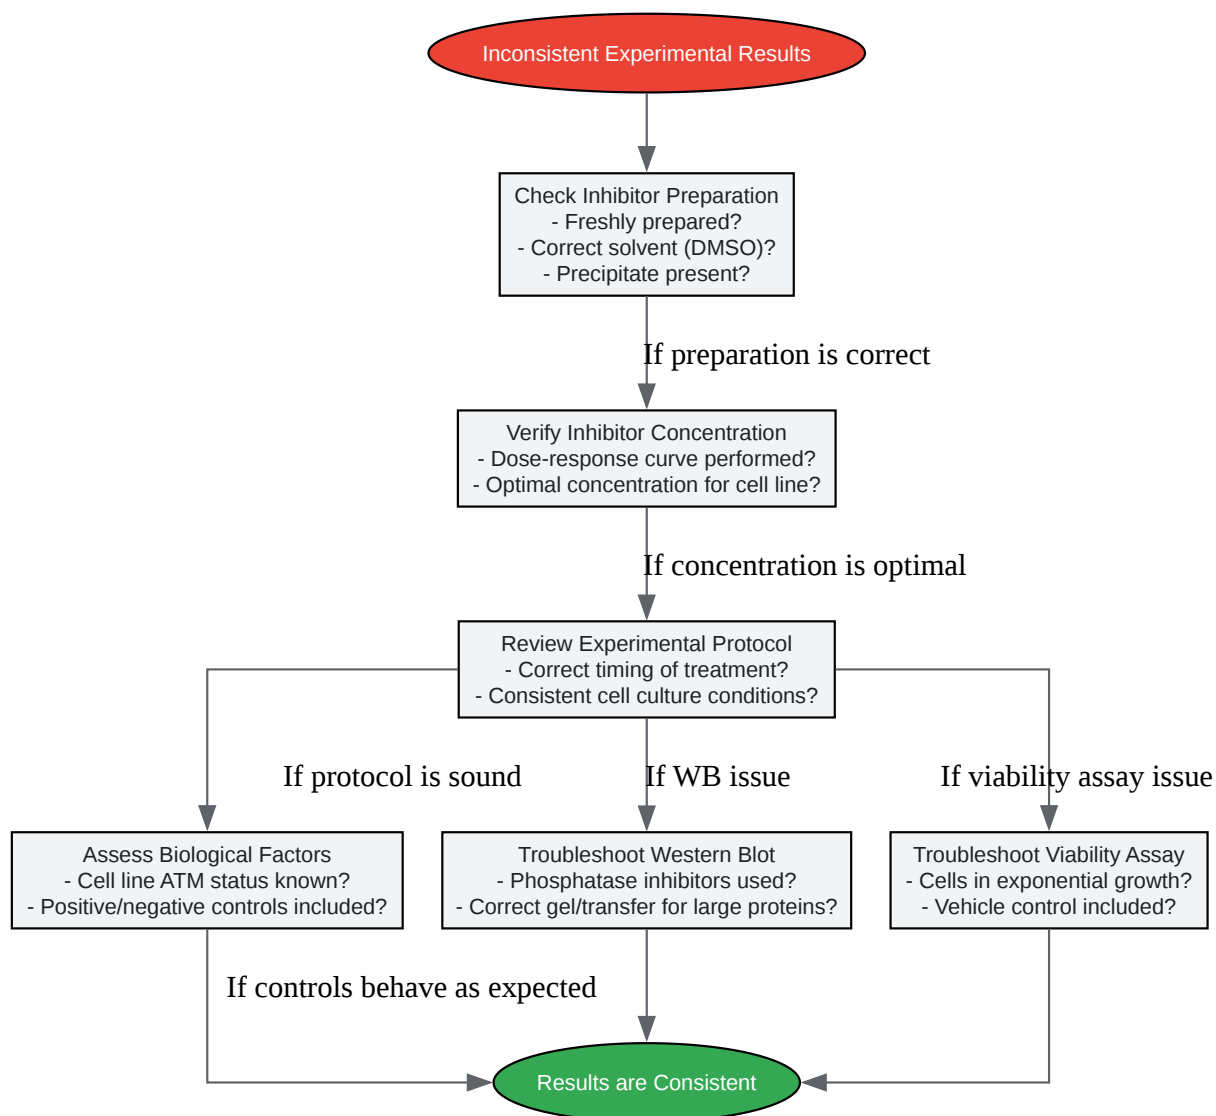 Inconsistent Experimental Results
Check Inhibitor Preparation
- Freshly prepared?
- Correct solvent (DMSO)?
- Precipitate present?
If preparation is correct
Verify Inhibitor Concentration
- Dose-response curve performed?
- Optimal concentration for cell line?
If concentration is optimal
Review Experimental Protocol
- Correct timing of treatment?
- Consistent cell culture conditions?
If protocol is sound
If WB issue
If viability assay issue
Assess Biological Factors
- Cell line ATM status known?
- Positive/negative controls included?
Troubleshoot Western Blot
- Phosphatase inhibitors used?
- Correct gel/transfer for large proteins?
Troubleshoot Viability Assay
- Cells in exponential growth?
- Vehicle control included?
If controls behave as expected
Results are Consistent